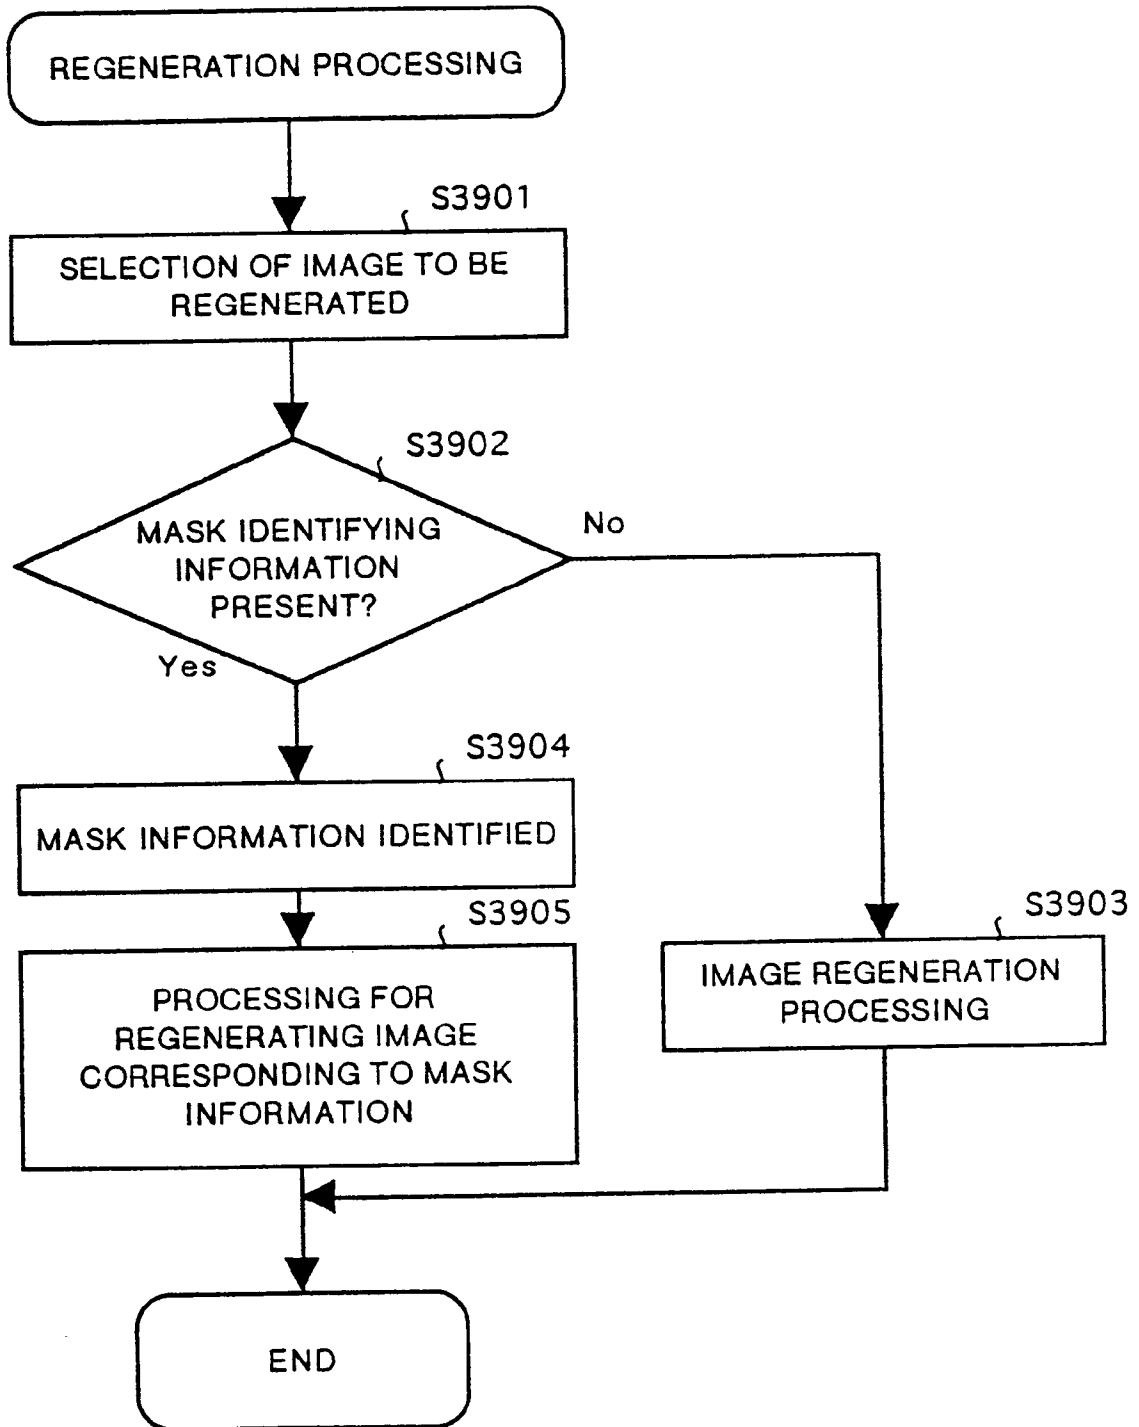 REGENERATION PROCESSING
S3901
SELECTION OF IMAGE TO BE
REGENERATED
S3902
MASK IDENTIFYING
INFORMATION
PRESENT?
No
Yes
S3904
MASK INFORMATION IDENTIFIED
S3905
PROCESSING FOR
REGENERATING IMAGE
CORRESPONDING TO MASK
INFORMATION
S3903
IMAGE REGENERATION
PROCESSING
END